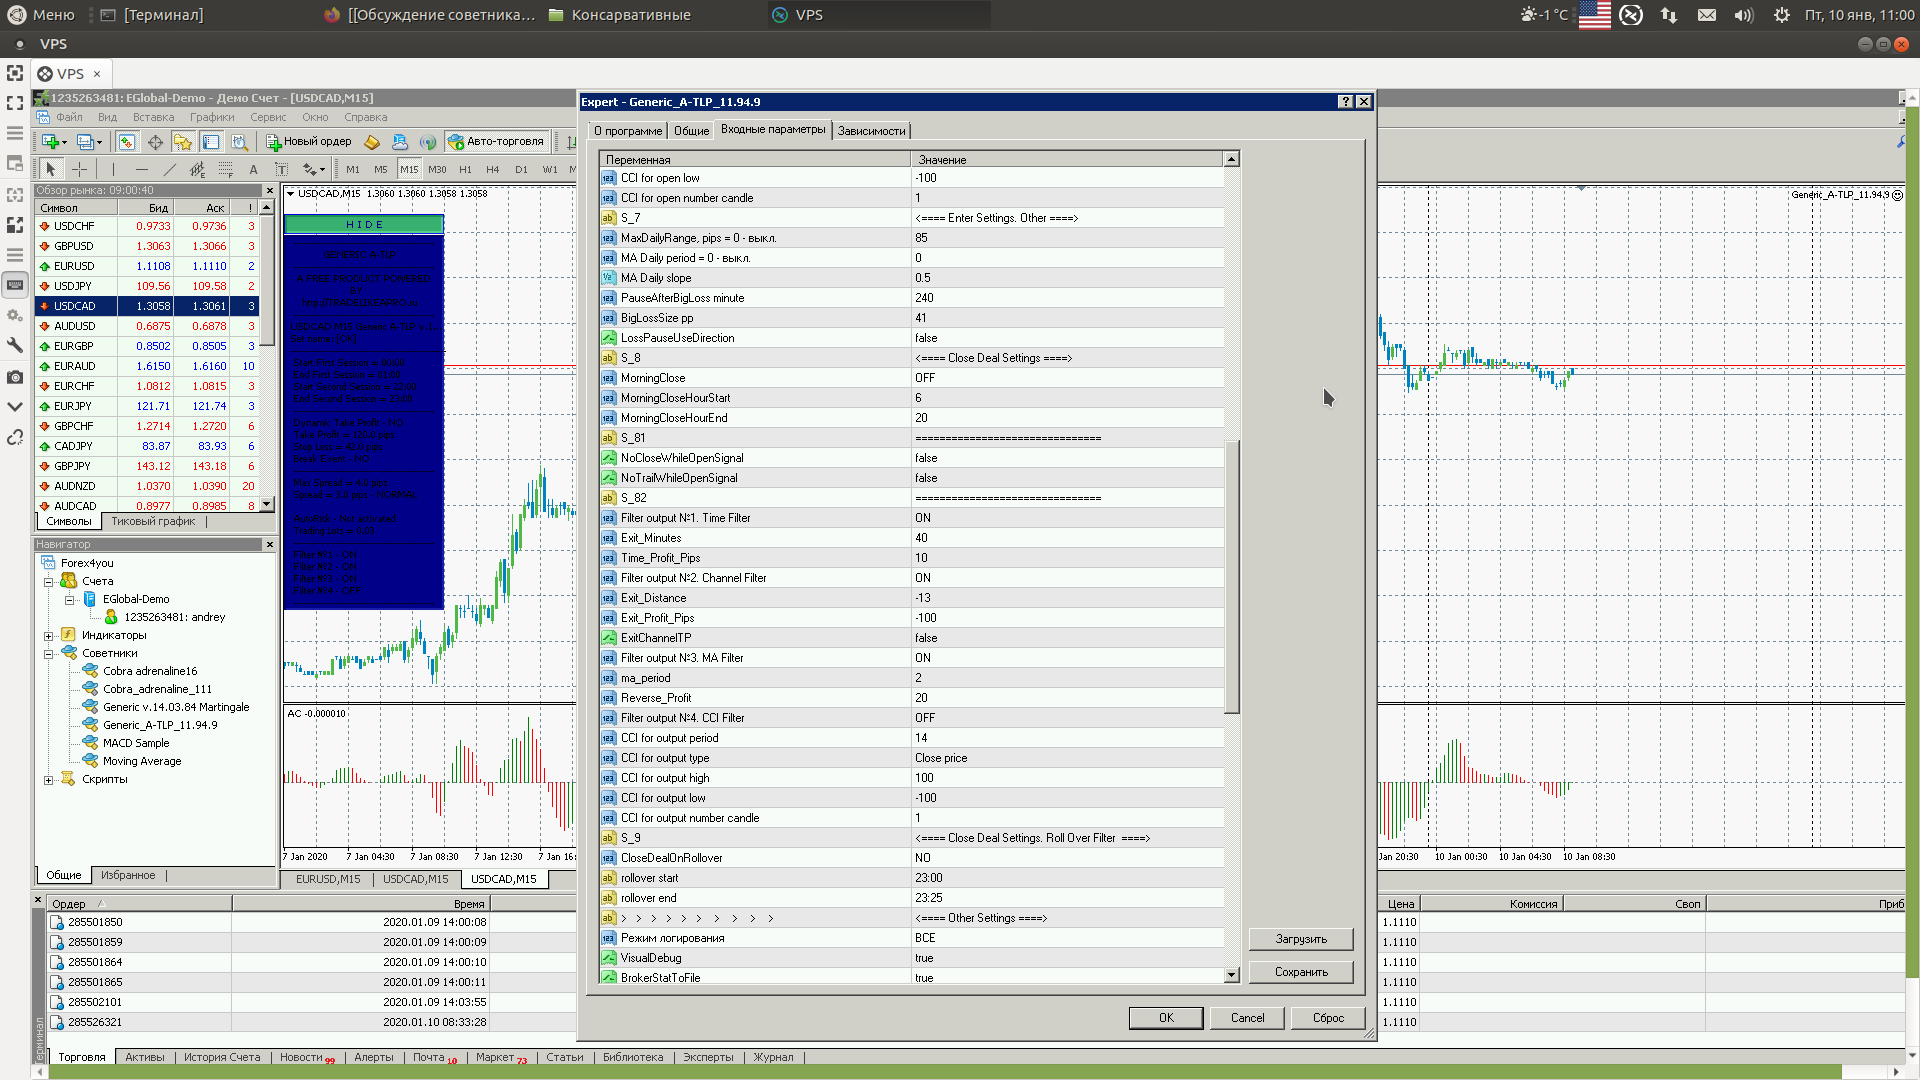 Меню
[Терминал]
[[Обсуждение советника...
Консервативные
VPS
-1 °C
Пт, 10 янв, 11:00
VPS
VPS ×
1235263481: EGlobal-Demo - Демо Счет - [USDCAD,M15]
Файл Вид Вставка Графики Сервис Окно Справка
Новый ордер
Авто-торговля
A T
M1 M5 M15 M30 H1 H4 D1 W1
Обзор рынка: 09:00:40
Символ Бид Аск !
USDCHF 0.9733 0.9736 3
GBPUSD 1.3063 1.3066 3
EURUSD 1.1108 1.1110 2
USDJPY 109.56 109.58 2
USDCAD 1.3058 1.3061 3
AUDUSD 0.6875 0.6878 3
EURGBP 0.8502 0.8505 3
EURAUD 1.6150 1.6160 10
EURCHF 1.0812 1.0815 3
EURJPY 121.71 121.74 3
GBPCHF 1.2714 1.2720 6
CADJPY 83.87 83.93 6
GBPJPY 143.12 143.18 6
AUDNZD 1.0370 1.0390 20
AUDCAD 0.8977 0.8985 8
Символы Тиковый график
Навигатор
Forex4you
Счета
EGlobal-Demo
1235263481: andrey
Индикаторы
Советники
Cobra adrenaline16
Cobra_adrenaline_111
Generic v.14.03.84 Martingale
Generic_A-TLP_11.94.9
MACD Sample
Moving Average
Скрипты
Общие Избранное
USDCAD,M15 1.3060 1.3060 1.3058 1.3058
HIDE
AC -0.000010
7 Jan 2020 7 Jan 04:30 7 Jan 08:30 7 Jan 12:30 7 Jan 16:
EURUSD,M15 USDCAD,M15 USDCAD,M15
Expert - Generic_A-TLP_11.94.9
О программе Общие Входные параметры Зависимости
Переменная Значение
CCI for open low -100
CCI for open number candle 1
S_7 <==== Enter Settings. Other ====>
MaxDailyRange, pips = 0 - выкл. 85
MA Daily period = 0 - выкл. 0
MA Daily slope 0.5
PauseAfterBigLoss minute 240
BigLossSize pp 41
LossPauseUseDirection false
S_8 <==== Close Deal Settings ====>
MorningClose OFF
MorningCloseHourStart 6
MorningCloseHourEnd 20
S_81 ==============================
NoCloseWhileOpenSignal false
NoTrailWhileOpenSignal false
S_82 ==============================
Filter output №1. Time Filter ON
Exit_Minutes 40
Time_Profit_Pips 10
Filter output №2. Channel Filter ON
Exit_Distance -13
Exit_Profit_Pips -100
ExitChannelTP false
Filter output №3. MA Filter ON
ma_period 2
Reverse_Profit 20
Filter output №4. CCI Filter OFF
CCI for output period 14
CCI for output type Close price
CCI for output high 100
CCI for output low -100
CCI for output number candle 1
S_9 <==== Close Deal Settings. Roll Over Filter ====>
CloseDealOnRollover NO
rollover start 23:00
rollover end 23:25
> > > > > > > > > > > <==== Other Settings ====>
Режим логирования ВСЕ
VisualDebug true
BrokerStatToFile true
Загрузить
Сохранить
OK Cancel Сброс
Generic_A-TLP_11.94.9
Jan 20:30 10 Jan 00:30 10 Jan 04:30 10 Jan 08:30
Ордер Время Цена Комиссия Своп Приб
285501850 2020.01.09 14:00:08 1.1110
285501859 2020.01.09 14:00:09 1.1110
285501864 2020.01.09 14:00:10 1.1110
285501865 2020.01.09 14:00:11 1.1110
285502101 2020.01.09 14:03:55 1.1110
285526321 2020.01.10 08:33:28 1.1110
Терминал
Торговля Активы История Счета Новости 99 Алерты Почта 10 Маркет 73 Статьи Библиотека Эксперты Журнал